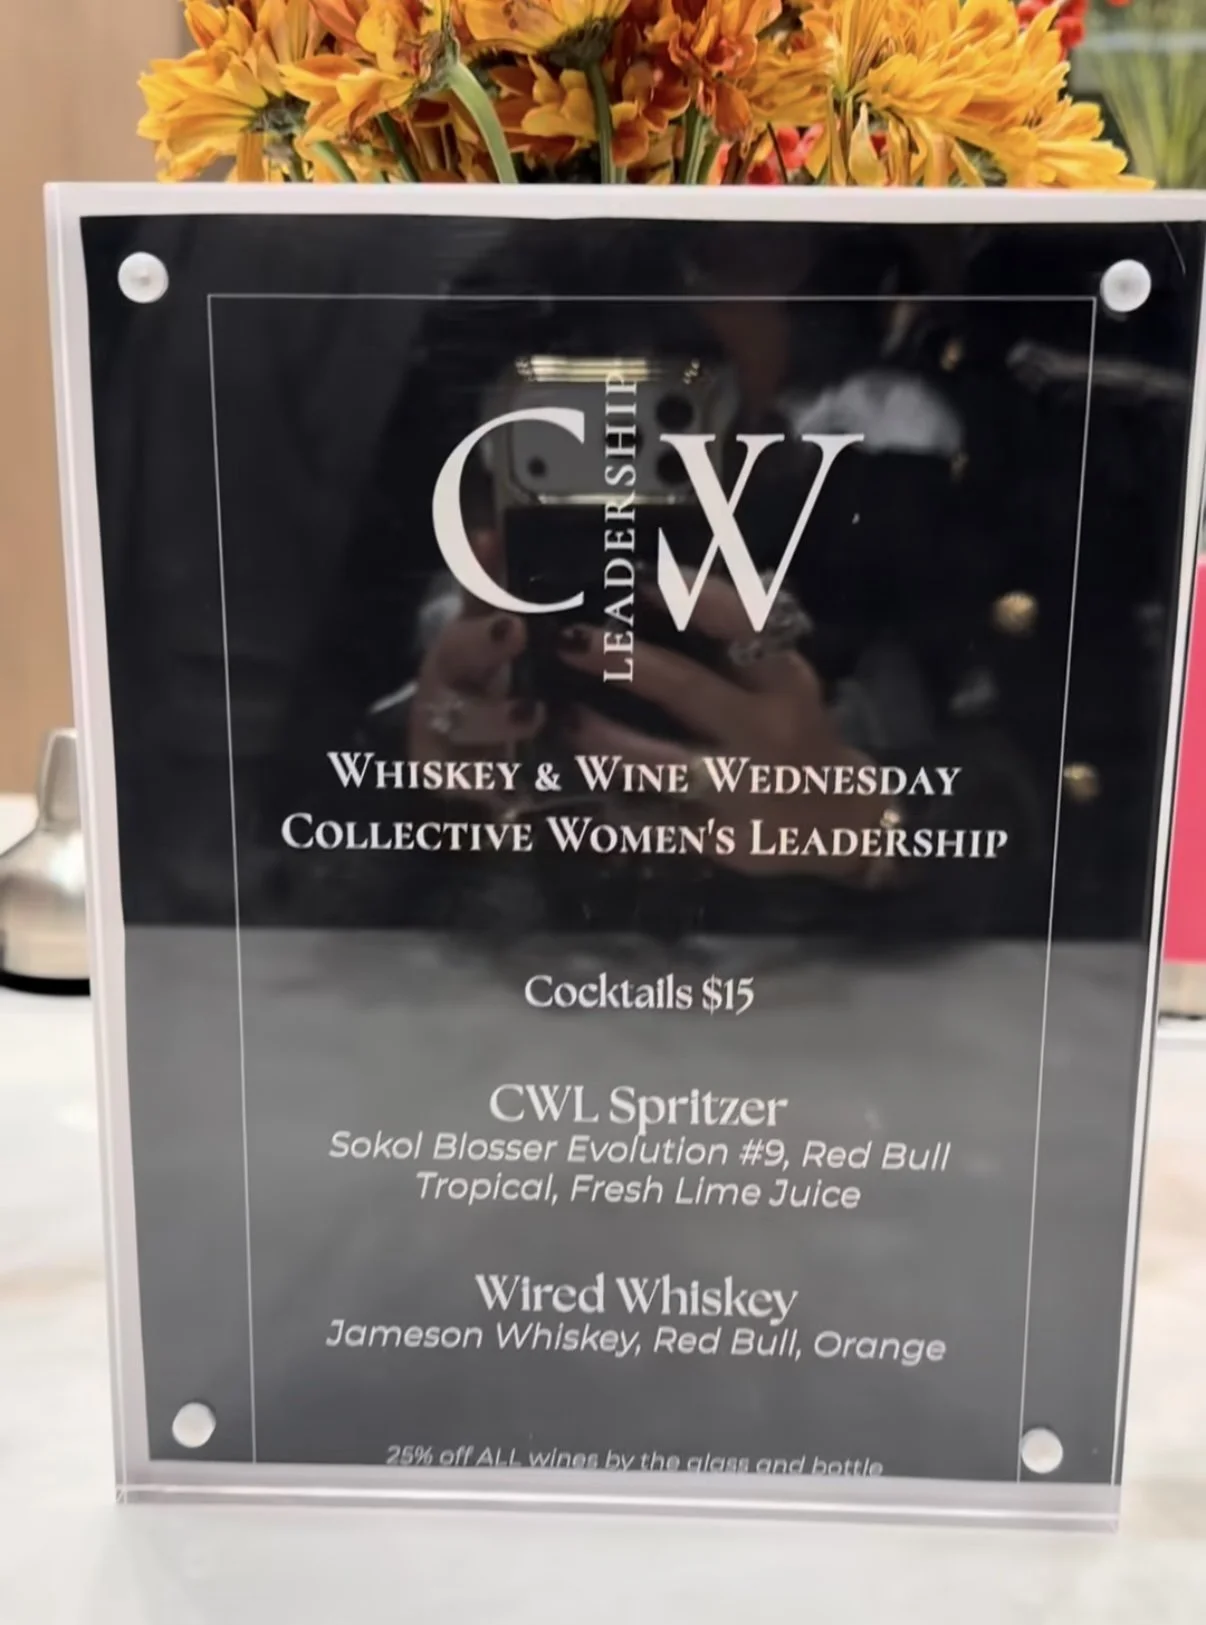 C LEADERSHIP W
WHISKEY & WINE WEDNESDAY
COLLECTIVE WOMEN'S LEADERSHIP
Cocktails $15
CWL Spritzer
Sokol Blosser Evolution #9, Red Bull
Tropical, Fresh Lime Juice
Wired Whiskey
Jameson Whiskey, Red Bull, Orange
25% off ALL wines by the glass and bottle